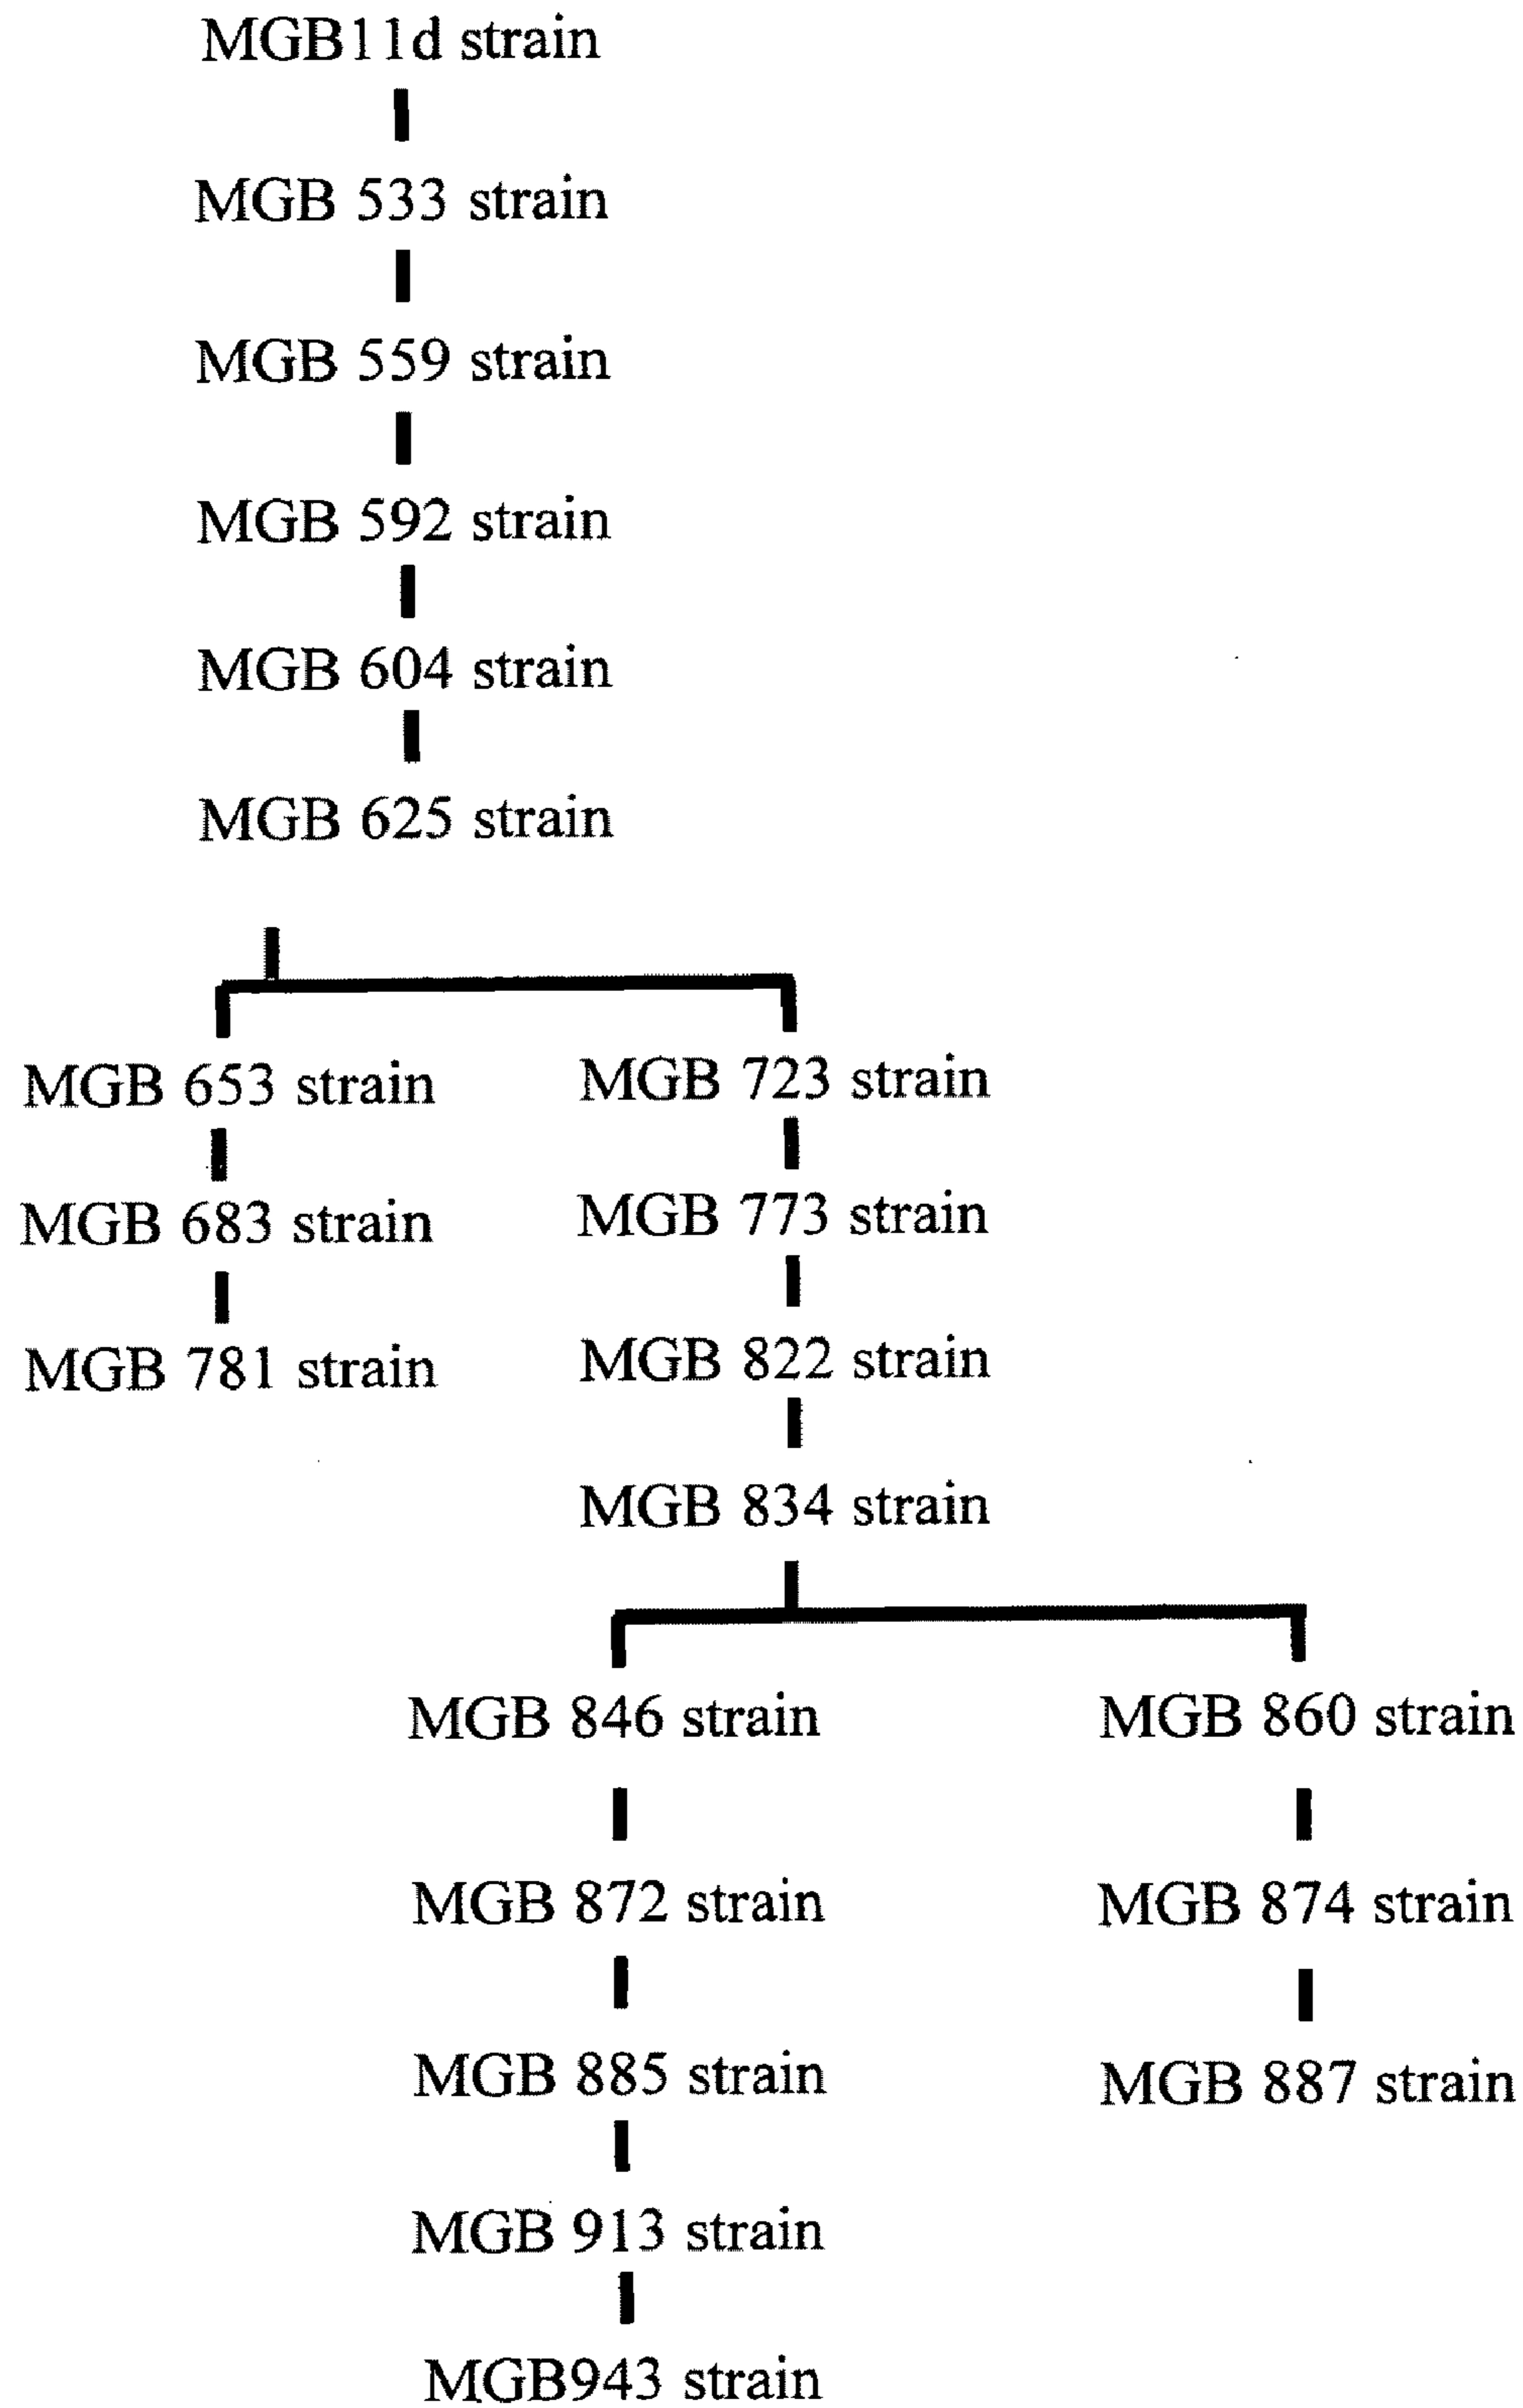 MGB11d strain
MGB 533 strain
MGB 559 strain
MGB 592 strain
MGB 604 strain
MGB 625 strain
MGB 653 strain MGB 723 strain
MGB 683 strain MGB 773 strain
MGB 781 strain MGB 822 strain
MGB 834 strain
MGB 846 strain MGB 860 strain
MGB 872 strain MGB 874 strain
MGB 885 strain MGB 887 strain
MGB 913 strain
MGB943 strain